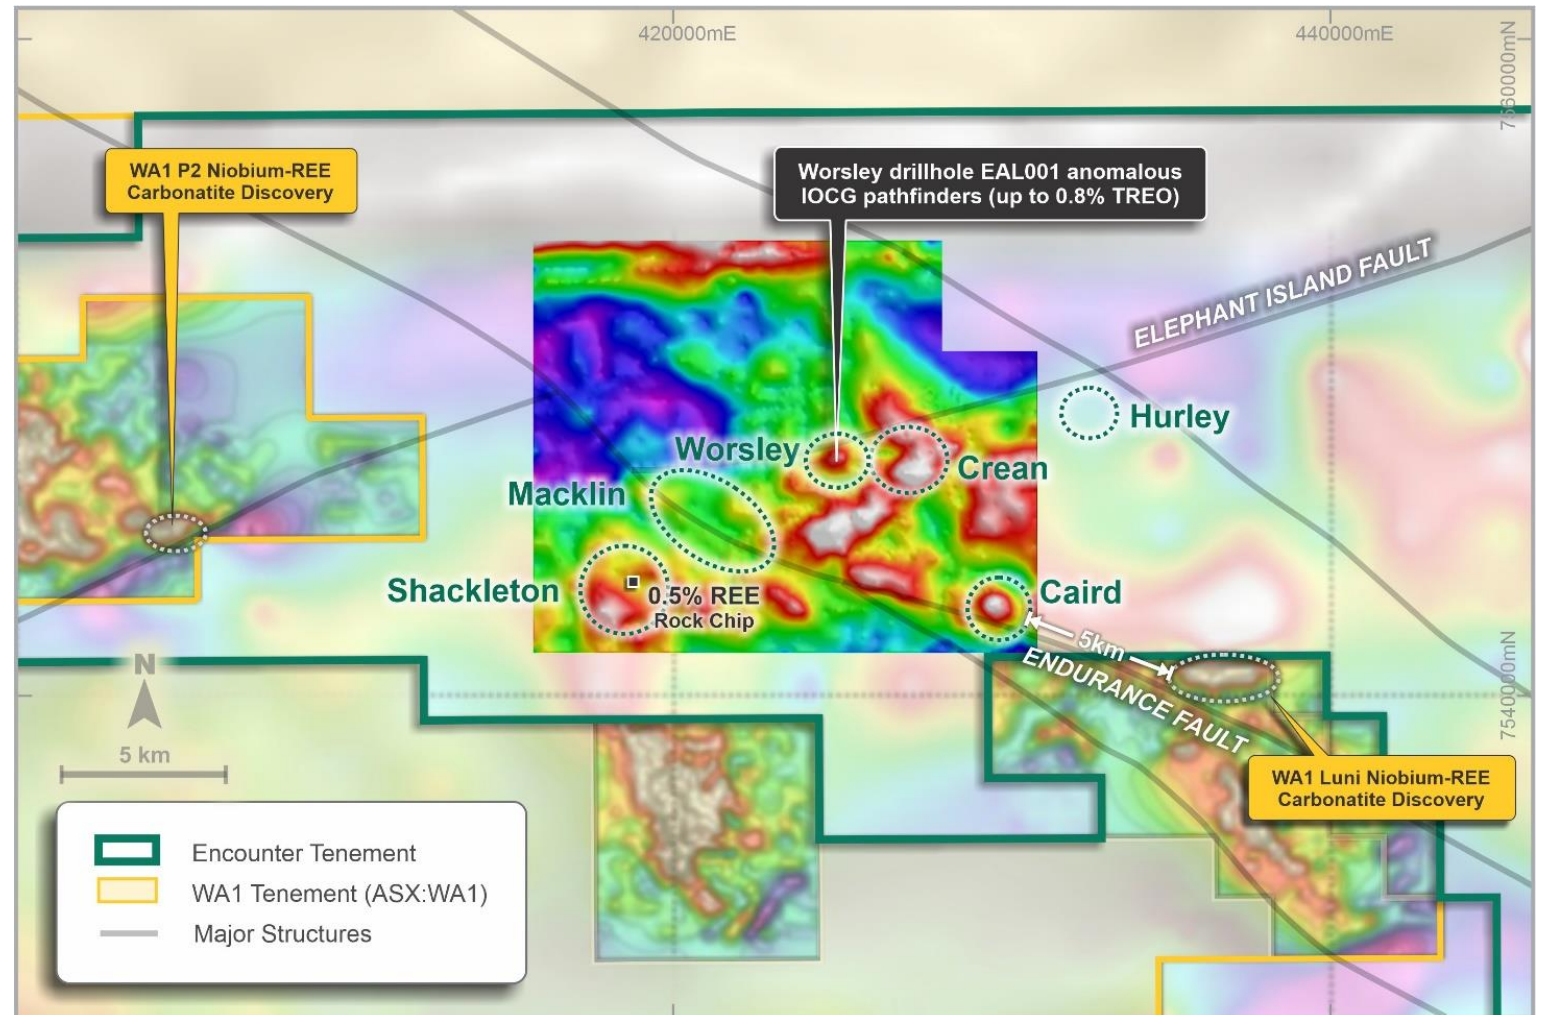 420000mE
440000mE
7560000mN
WA1 P2 Niobium-REE
Carbonatite Discovery
Worsley drillhole EAL001 anomalous
IOCG pathfinders (up to 0.8% TREO)
ELEPHANT ISLAND FAULT
Hurley
Worsley
Crean
Macklin
Shackleton
0.5% REE
Rock Chip
Caird
5km
ENDURANCE FAULT
7540000mN
N
5 km
WA1 Luni Niobium-REE
Carbonatite Discovery
Encounter Tenement
WA1 Tenement (ASX:WA1)
Major Structures